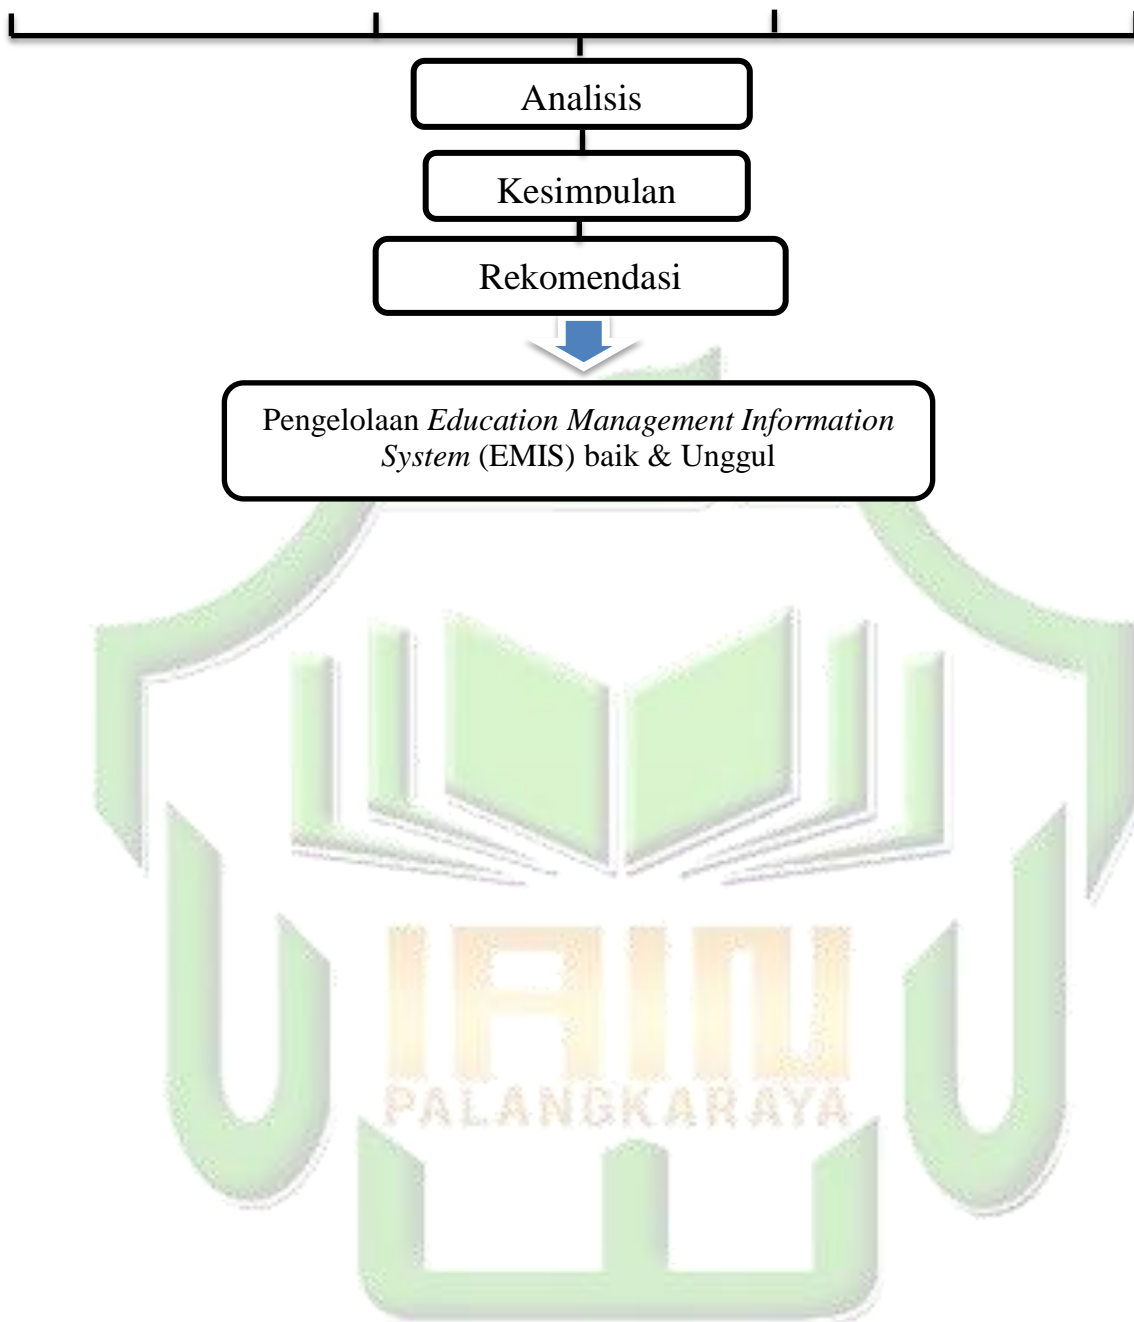 Analisis
Kesimpulan
Rekomendasi
Pengelolaan Education Management Information
System (EMIS) baik & Unggul
IAIN
PALANGKARAYA